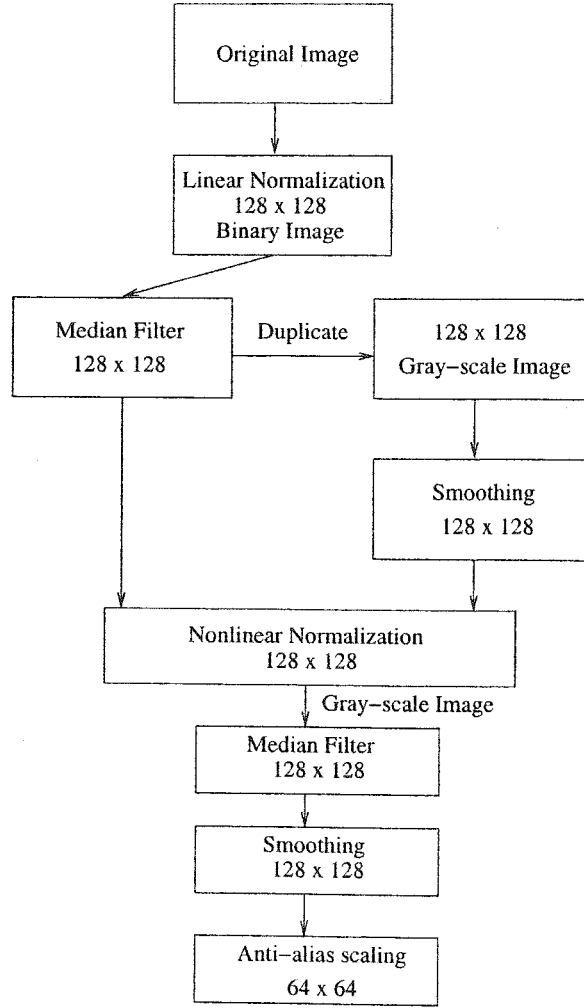 Original Image
Linear Normalization
128 x 128
Binary Image
Median Filter
128 x 128
Duplicate
128 x 128
Gray-scale Image
Smoothing
128 x 128
Nonlinear Normalization
128 x 128
Gray-scale Image
Median Filter
128 x 128
Smoothing
128 x 128
Anti-alias scaling
64 x 64